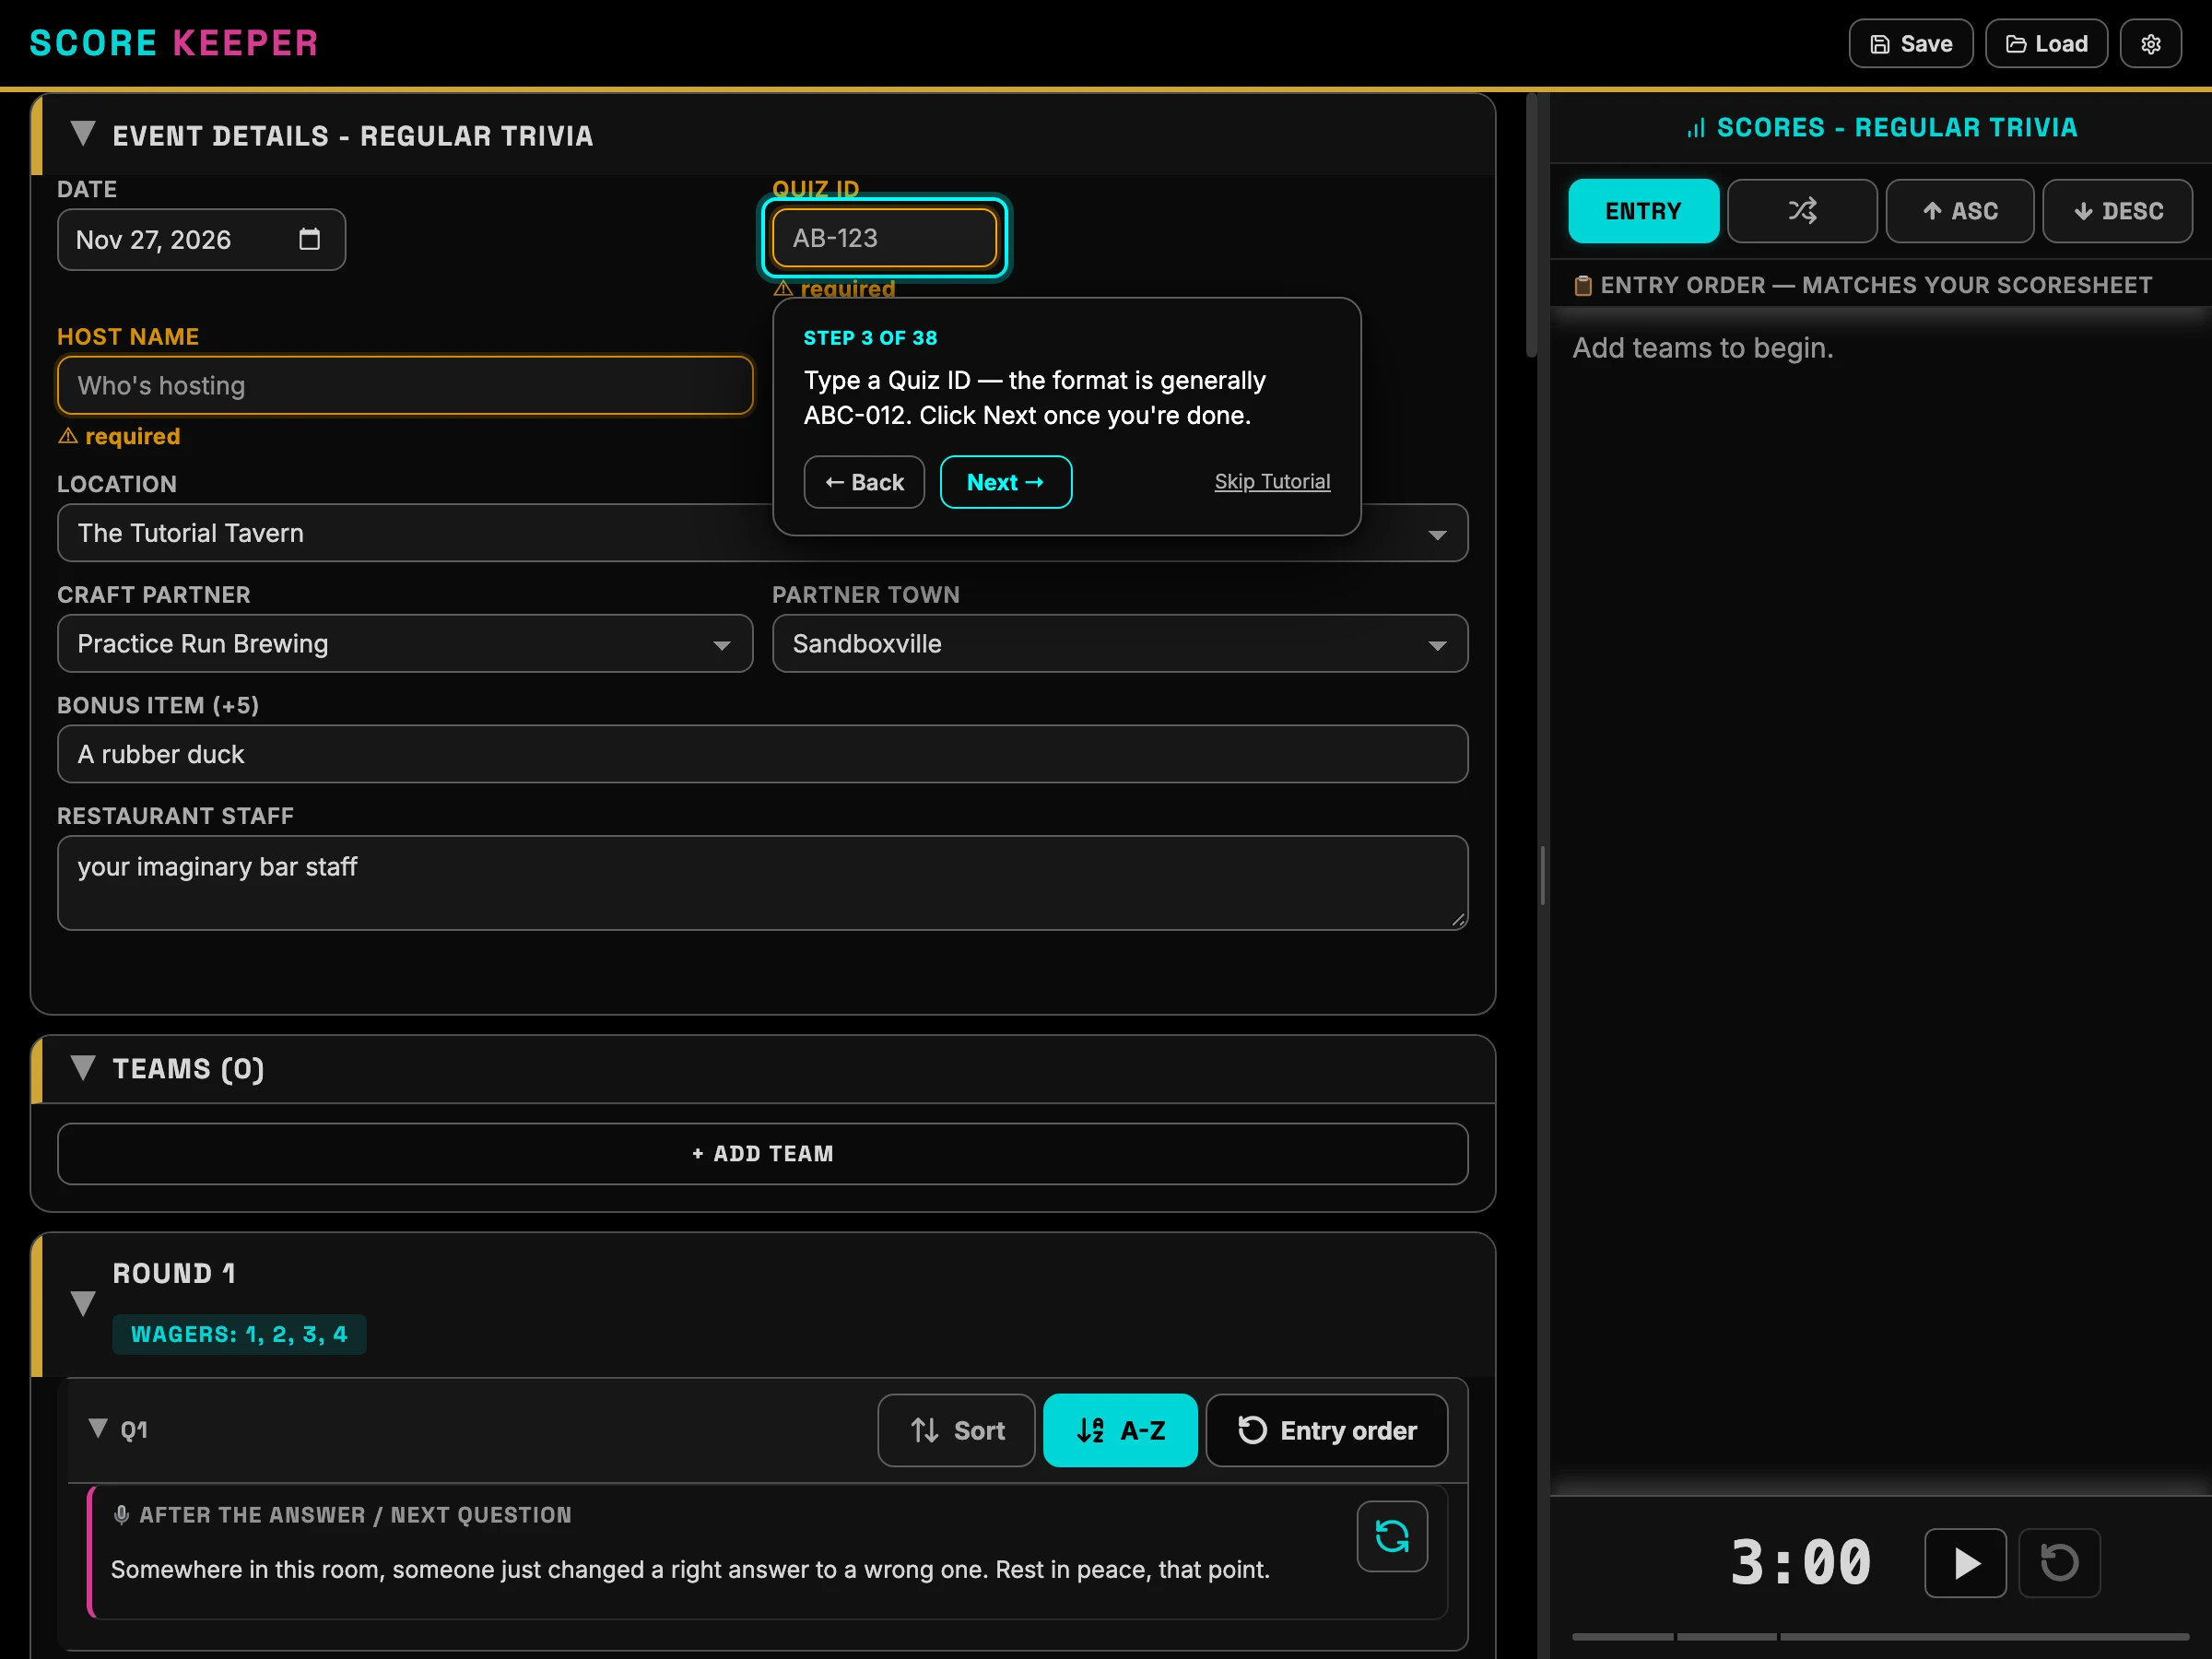 SCORE KEEPER
Save
Load
EVENT DETAILS - REGULAR TRIVIA
DATE
Nov 27, 2026
QUIZ ID
AB-123
⚠ required
HOST NAME
Who's hosting
⚠ required
STEP 3 OF 38
Type a Quiz ID — the format is generally
ABC-012. Click Next once you're done.
← Back
Next →
Skip Tutorial
LOCATION
The Tutorial Tavern
CRAFT PARTNER
Practice Run Brewing
PARTNER TOWN
Sandboxville
BONUS ITEM (+5)
A rubber duck
RESTAURANT STAFF
your imaginary bar staff
TEAMS (0)
+ ADD TEAM
ROUND 1
WAGERS: 1, 2, 3, 4
Q1
Sort
A-Z
Entry order
AFTER THE ANSWER / NEXT QUESTION
Somewhere in this room, someone just changed a right answer to a wrong one. Rest in peace, that point.
SCORES - REGULAR TRIVIA
ENTRY
↑ ASC
↓ DESC
ENTRY ORDER — MATCHES YOUR SCORESHEET
Add teams to begin.
3:00